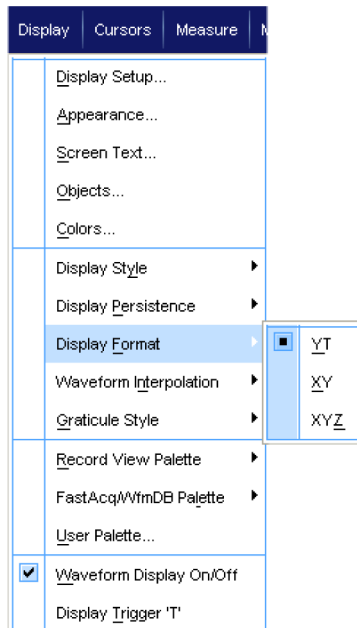 Display Cursors Measure
Display Setup...
Appearance...
Screen Text...
Objects...
Colors...
Display Style
Display Persistence
Display Format
YT
Waveform Interpolation
XY
Graticule Style
XYZ
Record View Palette
FastAcq/WfmDB Palette
User Palette...
Waveform Display On/Off
Display Trigger 'T'